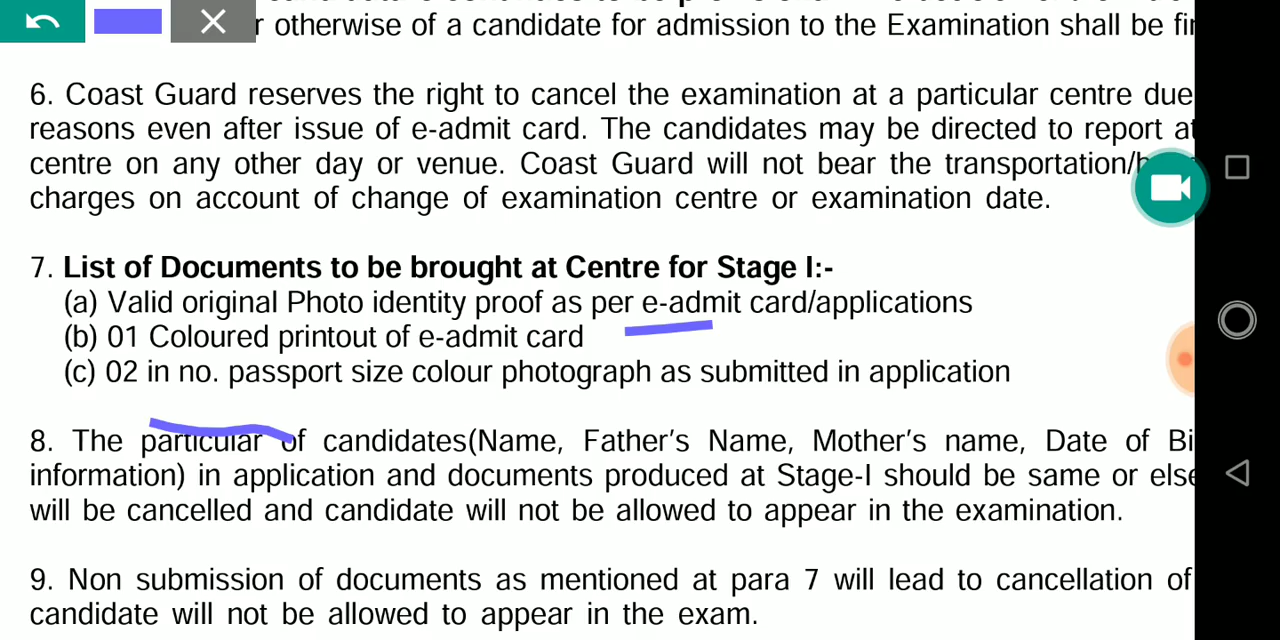 otherwise of a candidate for admission to the Examination shall be
6. Coast Guard reserves the right to cancel the examination at a particular centre due
reasons even after issue of e-admit card. The candidates may be directed to report at
centre on any other day or venue. Coast Guard will not bear the transportation/
charges on account of change of examination centre or examination date.
7. List of Documents to be brought at Centre for Stage I:-
(a) Valid original Photo identity proof as per e-admit card/applications
(b) 01 Coloured printout of e-admit card
(c) 02 in no. passport size colour photograph as submitted in application
8. The particular of candidates(Name, Father's Name, Mother's name, Date of Bi
information) in application and documents produced at Stage-I should be same or else
will be cancelled and candidate will not be allowed to appear in the examination.
9. Non submission of documents as mentioned at para 7 will lead to cancellation of
candidate will not be allowed to appear in the exam.